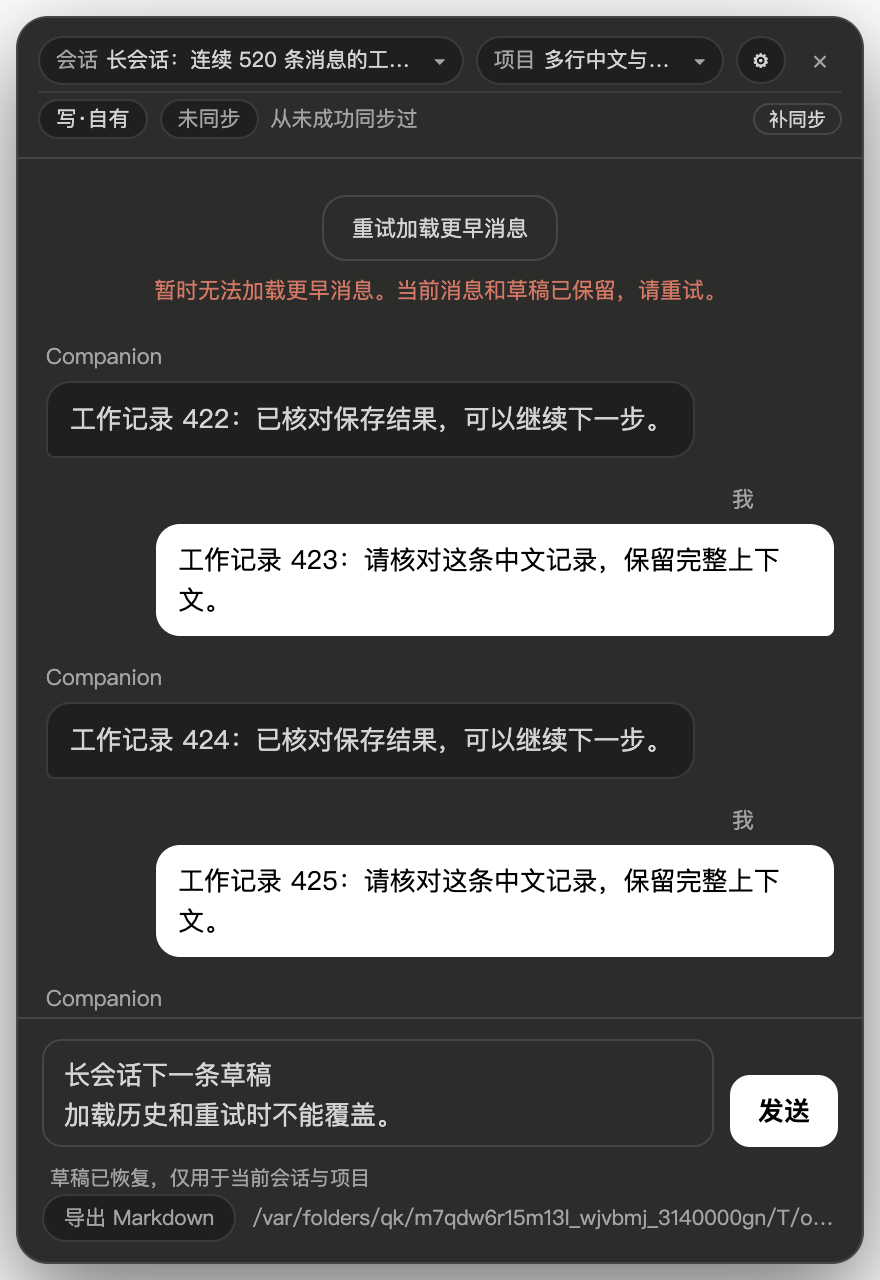 会话 长会话：连续 520 条消息的工... 项目 多行中文与...
写·自有 未同步 从未成功同步过 补同步
重试加载更早消息
暂时无法加载更早消息。当前消息和草稿已保留，请重试。
Companion
工作记录 422：已核对保存结果，可以继续下一步。
我
工作记录 423：请核对这条中文记录，保留完整上下
文。
Companion
工作记录 424：已核对保存结果，可以继续下一步。
我
工作记录 425：请核对这条中文记录，保留完整上下
文。
Companion
长会话下一条草稿
加载历史和重试时不能覆盖。
发送
草稿已恢复，仅用于当前会话与项目
导出 Markdown /var/folders/qk/m7qdw6r15m13l_wjvbmj_3140000gn/T/o...